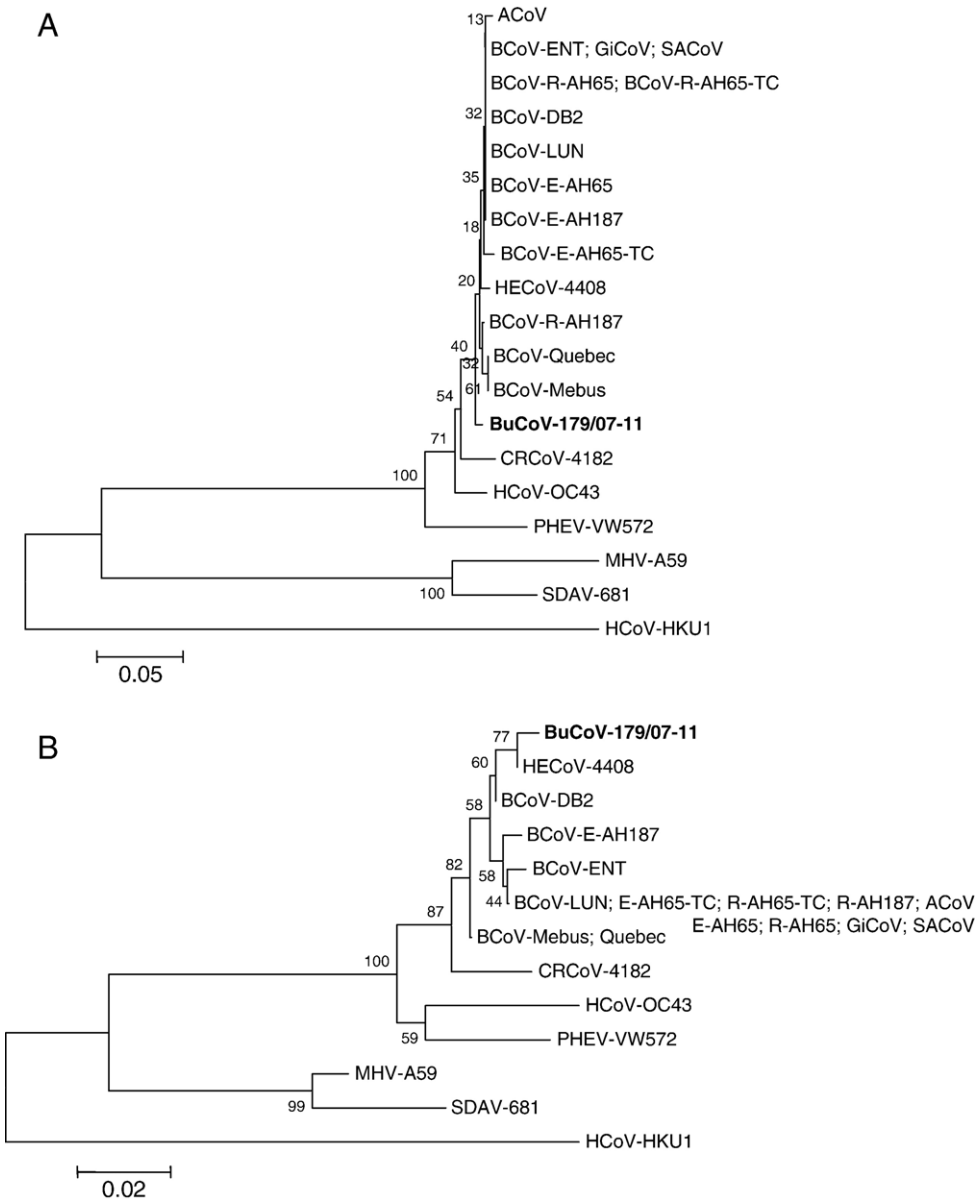 A
13
ACoV
BCoV-ENT; GiCoV; SACoV
BCoV-R-AH65; BCoV-R-AH65-TC
32
BCoV-DB2
BCoV-LUN
35
BCoV-E-AH65
BCoV-E-AH187
18
BCoV-E-AH65-TC
20
HECoV-4408
BCoV-R-AH187
40
BCoV-Quebec
32
BCoV-Mebus
61
54
BuCoV-179/07-11
71
CRCoV-4182
100
HCoV-OC43
PHEV-VW572
MHV-A59
100
SDAV-681
HCoV-HKU1
0.05
B
77
BuCoV-179/07-11
60
HECoV-4408
58
BCoV-DB2
BCoV-E-AH187
82
58
BCoV-ENT
44
BCoV-LUN; E-AH65-TC; R-AH65-TC; R-AH187; ACoV
E-AH65; R-AH65; GiCoV; SACoV
87
BCoV-Mebus; Quebec
100
CRCoV-4182
HCoV-OC43
59
PHEV-VW572
MHV-A59
99
SDAV-681
HCoV-HKU1
0.02